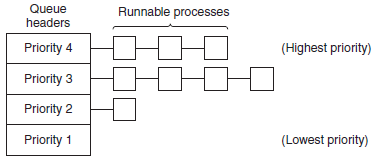 Queue
headers
Runnable processes
Priority 4
(Highest priority)
Priority 3
Priority 2
Priority 1
(Lowest priority)